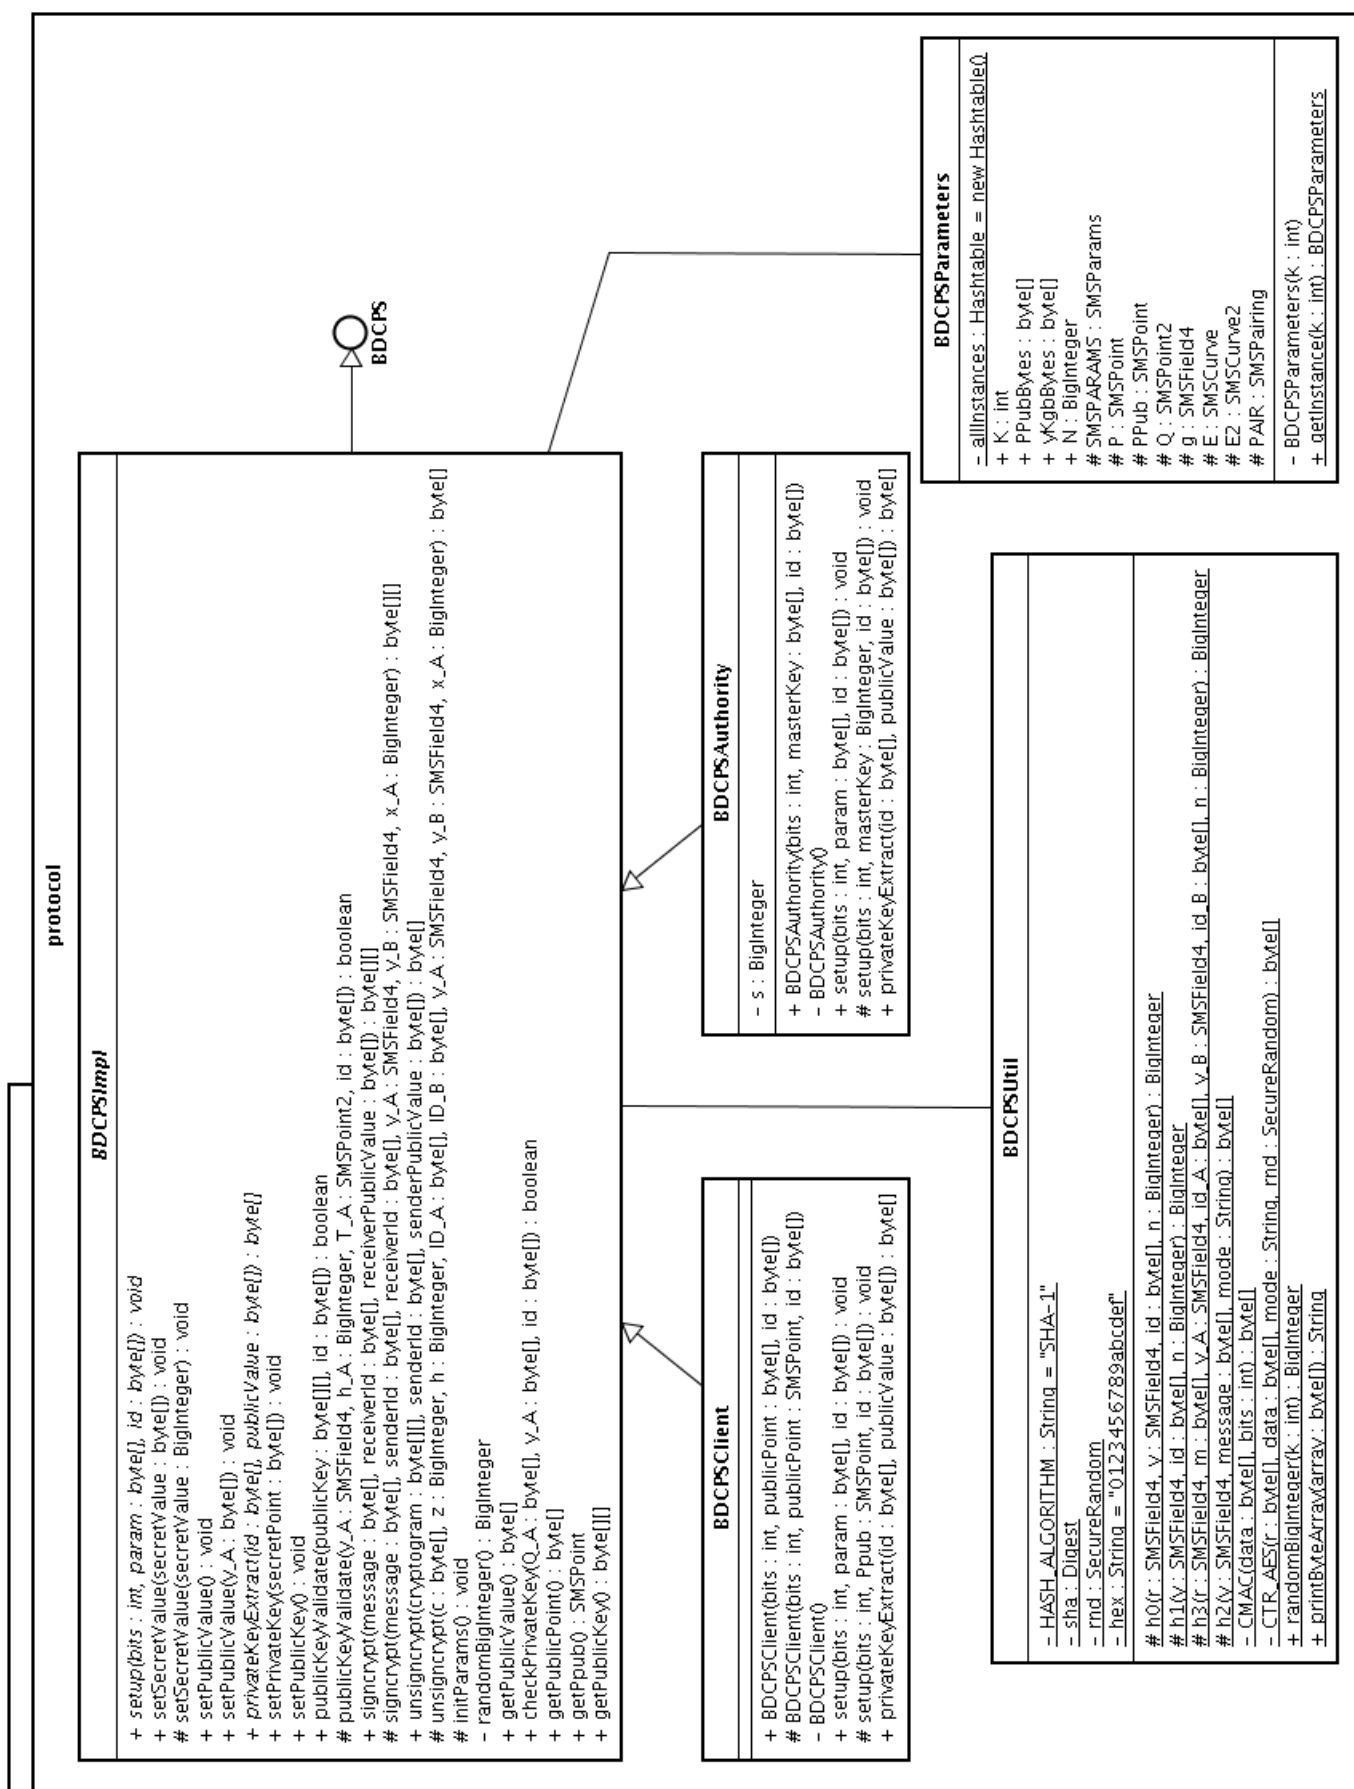 protocol
BDCPSImpl
+ setup(bits : int, param : byte[], id : byte[]) : void
+ setSecretValue(secretValue : byte[]) : void
# setSecretValue(secretValue : BigInteger) : void
+ setPublicValue() : void
+ setPublicValue(y_A : byte[]) : void
+ privateKeyExtract(id : byte[], publicValue : byte[]) : byte[]
+ setPrivateKey(secretPoint : byte[]) : void
+ setPublicKey() : void
+ publicKeyValidate(publicKey : byte[][], id : byte[]) : boolean
# publicKeyValidate(y_A : SMSField4, h_A : BigInteger, T_A : SMSPoint2, id : byte[]) : boolean
+ signcrypt(message : byte[], receiverId : byte[], receiverPublicValue : byte[]) : byte[][]
# signcrypt(message : byte[], senderId : byte[], receiverId : byte[], y_A : SMSField4, y_B : SMSField4, x_A : BigInteger) : byte[][]
+ unsigncrypt(cryptogram : byte[][], senderId : byte[], senderPublicValue : byte[]) : byte[]
# unsigncrypt(c : byte[], z : BigInteger, h : BigInteger, ID_A : byte[], ID_B : byte[], y_A : SMSField4, y_B : SMSField4, x_A : BigInteger) : byte[]
# initParams() : void
- randomBigInteger() : BigInteger
+ getPublicValue() : byte[]
+ checkPrivateKey(Q_A : byte[], y_A : byte[], id : byte[]) : boolean
+ getPublicPoint() : byte[]
+ getPpub() : SMSPoint
+ getPublicKey() : byte[][]
BDCPS
BDCPSClient
+ BDCPSClient(bits : int, publicPoint : byte[], id : byte[])
# BDCPSClient(bits : int, publicPoint : SMSPoint, id : byte[])
- BDCPSClient()
+ setup(bits : int, param : byte[], id : byte[]) : void
# setup(bits : int, Ppub : SMSPoint, id : byte[]) : void
+ privateKeyExtract(id : byte[], publicValue : byte[]) : byte[]
BDCPSAuthority
- s : BigInteger
+ BDCPSAuthority(bits : int, masterKey : byte[], id : byte[])
- BDCPSAuthority()
+ setup(bits : int, param : byte[], id : byte[]) : void
# setup(bits : int, masterKey : BigInteger, id : byte[]) : void
+ privateKeyExtract(id : byte[], publicValue : byte[]) : byte[]
BDCPSParameters
- allInstances : Hashtable = new Hashtable()
+ K : int
+ PPubBytes : byte[]
+ yKgbBytes : byte[]
+ N : BigInteger
# SMSPARAMS : SMSParams
# P : SMSPoint
# PPub : SMSPoint
# Q : SMSPoint2
# g : SMSField4
# E : SMSCurve
# E2 : SMSCurve2
# PAIR : SMSPairing
- BDCPSParameters(k : int)
+ getInstance(k : int) : BDCPSParameters
BDCPSUtil
- HASH_ALGORITHM : String = "SHA-1"
- sha : Digest
- rnd : SecureRandom
- hex : String = "0123456789abcdef"
# h0(r : SMSField4, y : SMSField4, id : byte[], n : BigInteger) : BigInteger
# h1(y : SMSField4, id : byte[], n : BigInteger) : BigInteger
# h3(r : SMSField4, m : byte[], y_A : SMSField4, id_A : byte[], y_B : SMSField4, id_B : byte[], n : BigInteger) : BigInteger
# h2(y : SMSField4, message : byte[], mode : String) : byte[]
- CMAC(data : byte[], bits : int) : byte[]
- CTR_AES(r : byte[], data : byte[], mode : String, rnd : SecureRandom) : byte[]
+ randomBigInteger(k : int) : BigInteger
+ printByteArray(array : byte[]) : String